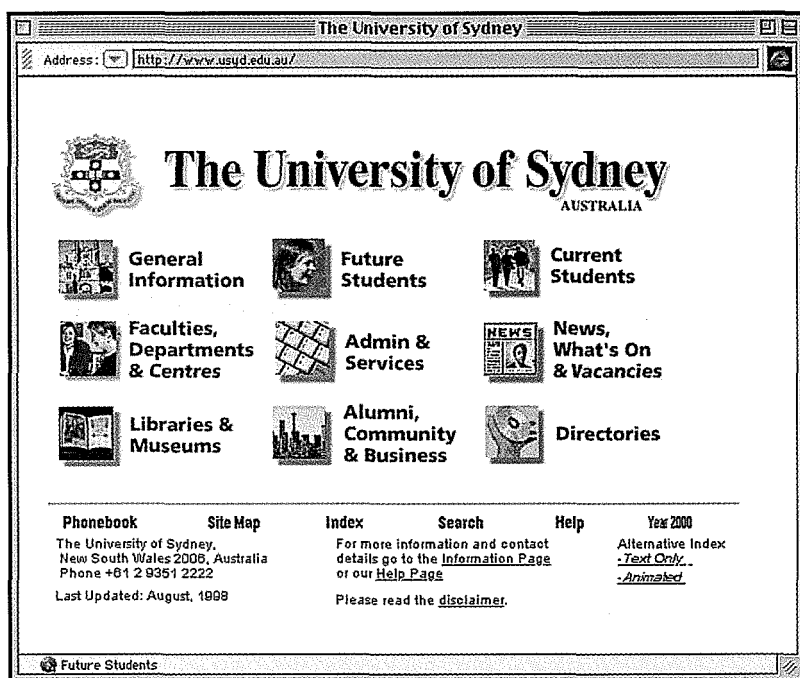 The University of Sydney
Address: http://www.usyd.edu.au/
The University of Sydney
AUSTRALIA
General
Information
Future
Students
Current
Students
Faculties,
Departments
& Centres
Admin &
Services
NEWS
News,
What's On
& Vacancies
Libraries &
Museums
Alumni,
Community
& Business
Directories
Phonebook Site Map Index Search Help Year 2000
The University of Sydney,
New South Wales 2006, Australia
Phone +61 2 9351 2222
Last Updated: August, 1998
For more information and contact
details go to the Information Page
or our Help Page
Please read the disclaimer.
Alternative Index
- Text Only
- Animated
Future Students